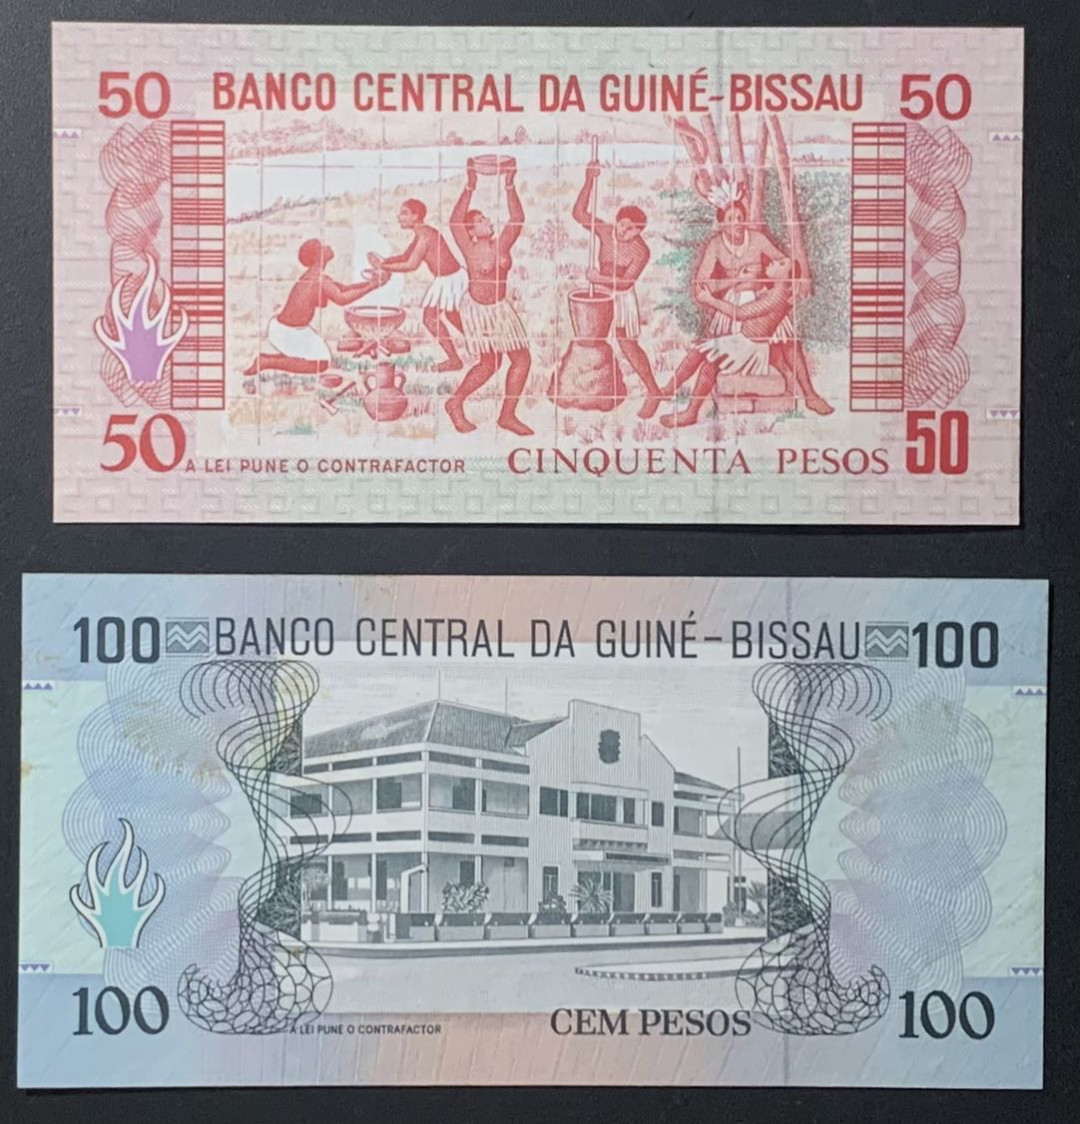 50 BANCO CENTRAL DA GUINÉ-BISSAU 50
50 A LEI PUNE O CONTRAFACTOR CINQUENTA PESOS 50
100 BANCO CENTRAL DA GUINÉ-BISSAU 100
100 A LEI PUNE O CONTRAFACTOR CEM PESOS 100